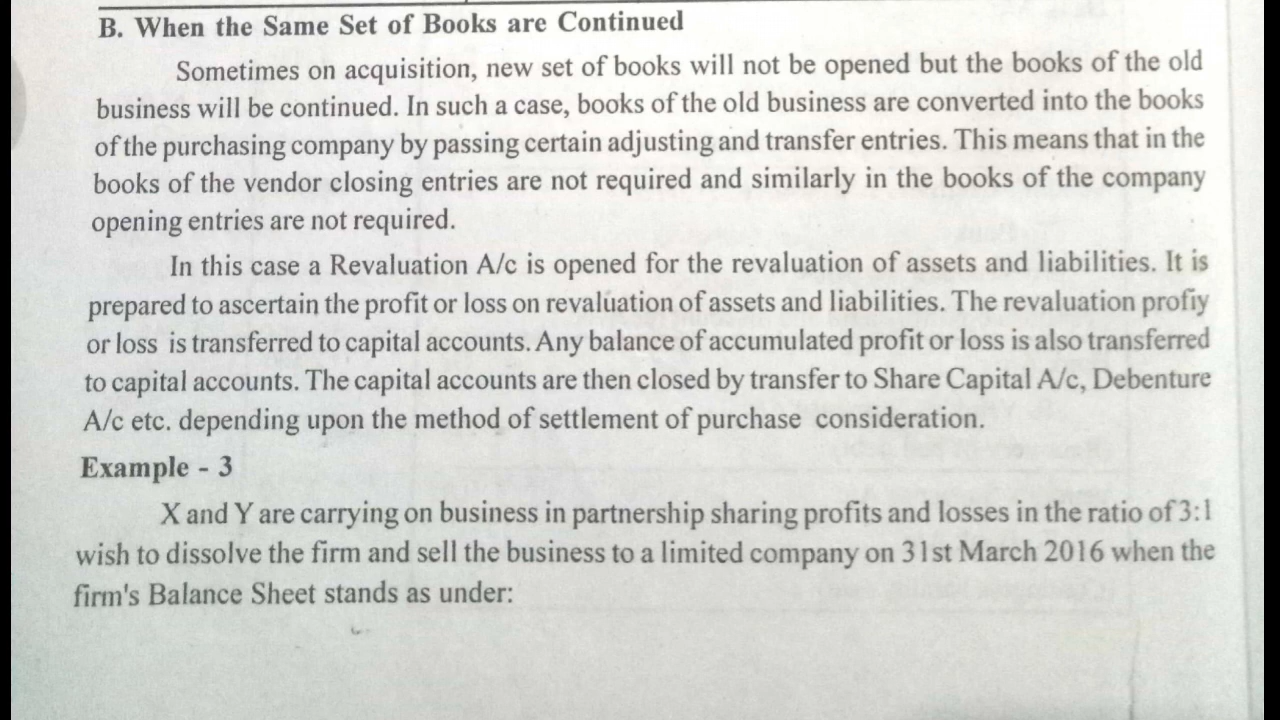 B. When the Same Set of Books are Continued
Sometimes on acquisition, new set of books will not be opened but the books of the old
business will be continued. In such a case, books of the old business are converted into the books
of the purchasing company by passing certain adjusting and transfer entries. This means that in the
books of the vendor closing entries are not required and similarly in the books of the company
opening entries are not required.
In this case a Revaluation A/c is opened for the revaluation of assets and liabilities. It is
prepared to ascertain the profit or loss on revaluation of assets and liabilities. The revaluation profiy
or loss is transferred to capital accounts. Any balance of accumulated profit or loss is also transferred
to capital accounts. The capital accounts are then closed by transfer to Share Capital A/c, Debenture
A/c etc. depending upon the method of settlement of purchase consideration.
Example - 3
X and Y are carrying on business in partnership sharing profits and losses in the ratio of 3:1
wish to dissolve the firm and sell the business to a limited company on 31st March 2016 when the
firm's Balance Sheet stands as under: